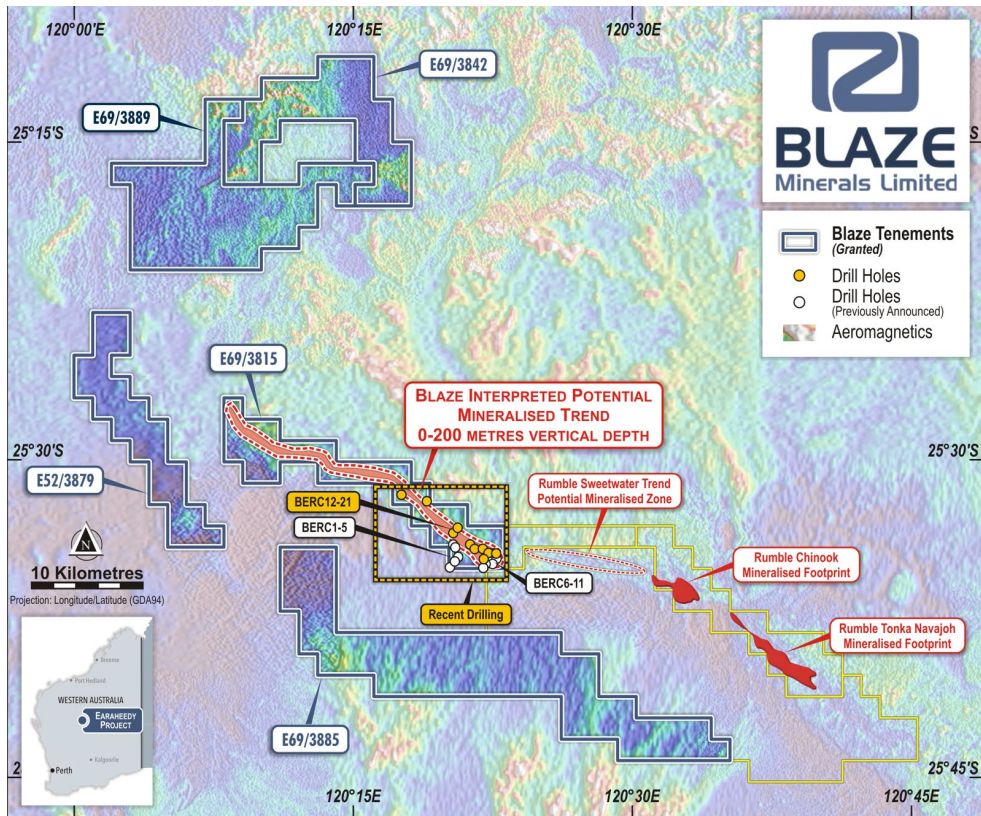 120°00'E
120°15'E
120°30'E
E69/3842
E69/3889
25°15'S
S
BLAZE
Minerals Limited
Blaze Tenements
(Granted)
Drill Holes
Drill Holes
(Previously Announced)
Aeromagnetics
E69/3815
BLAZE INTERPRETED POTENTIAL
MINERALISED TREND
0-200 METRES VERTICAL DEPTH
25°30'S
25°30'S
E52/3879
Rumble Sweetwater Trend
Potential Mineralised Zone
BERC12-21
BERC1-5
N
10 Kilometres
Projection: Longitude/Latitude (GDA94)
Rumble Chinook
Mineralised Footprint
BERC6-11
Recent Drilling
Rumble Tonka Navajoh
Mineralised Footprint
Broome
Port Hedland
WESTERN AUSTRALIA
EARAHEEDY
PROJECT
Kalgoorlie
Perth
E69/3885
2
25°45'S
120°15'E
120°30'E
120°45'E